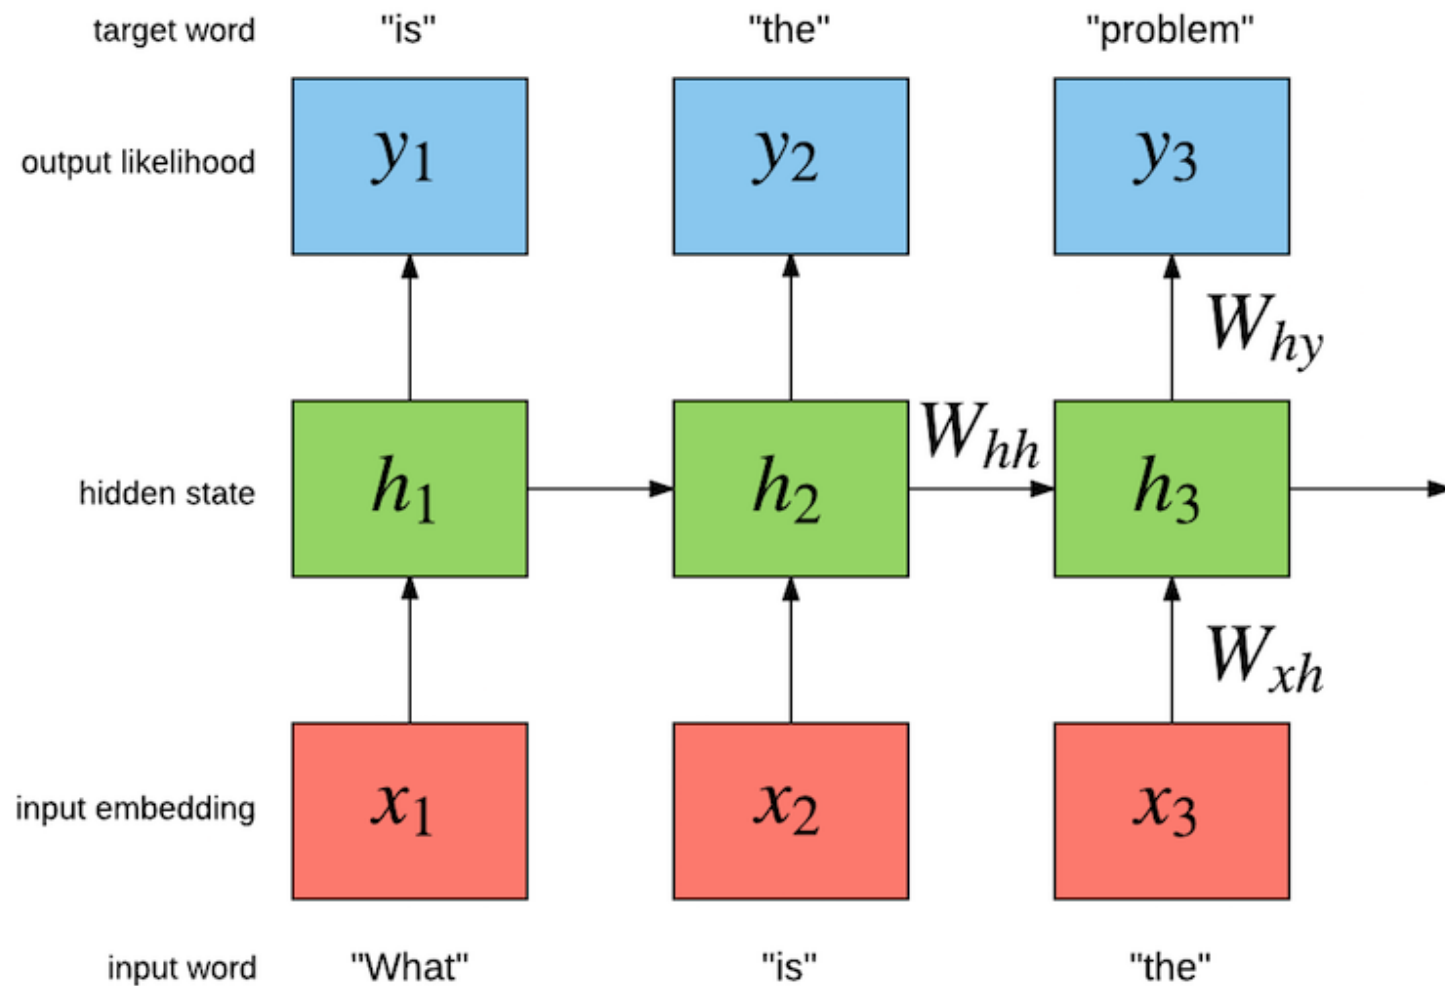 target word "is" "the" "problem"
output likelihood y1 y2 y3
Why
Whh
hidden state h1 h2 h3
Wxh
input embedding x1 x2 x3
input word "What" "is" "the"